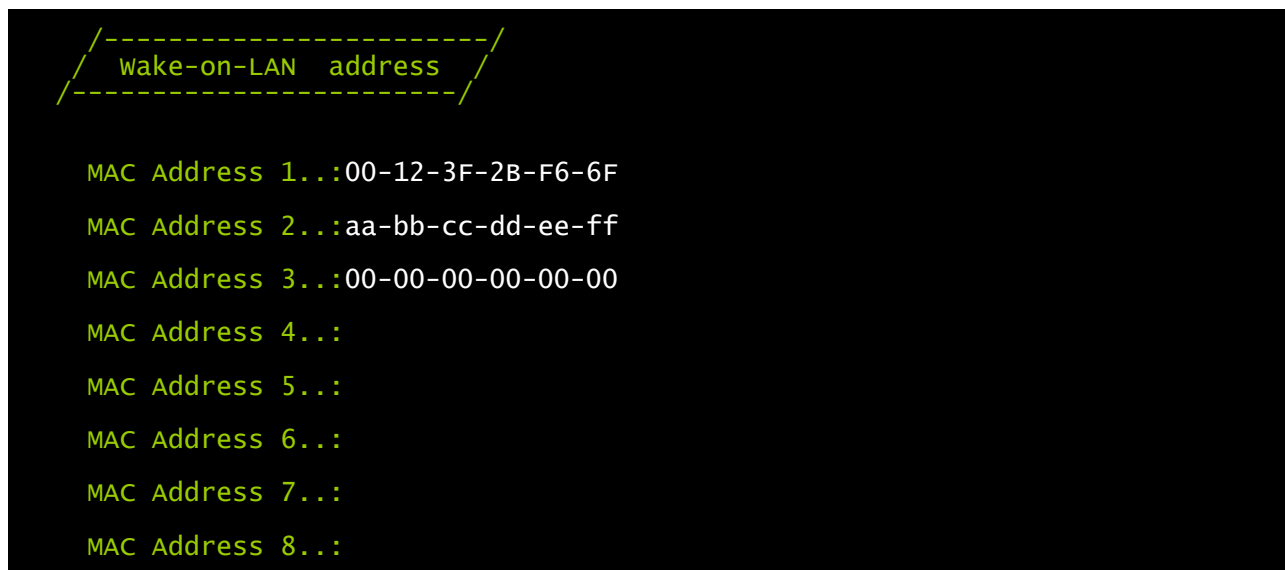 /------------------------/
/  Wake-on-LAN  address  /
/------------------------/
MAC Address 1..:00-12-3F-2B-F6-6F
MAC Address 2..:aa-bb-cc-dd-ee-ff
MAC Address 3..:00-00-00-00-00-00
MAC Address 4..:
MAC Address 5..:
MAC Address 6..:
MAC Address 7..:
MAC Address 8..: